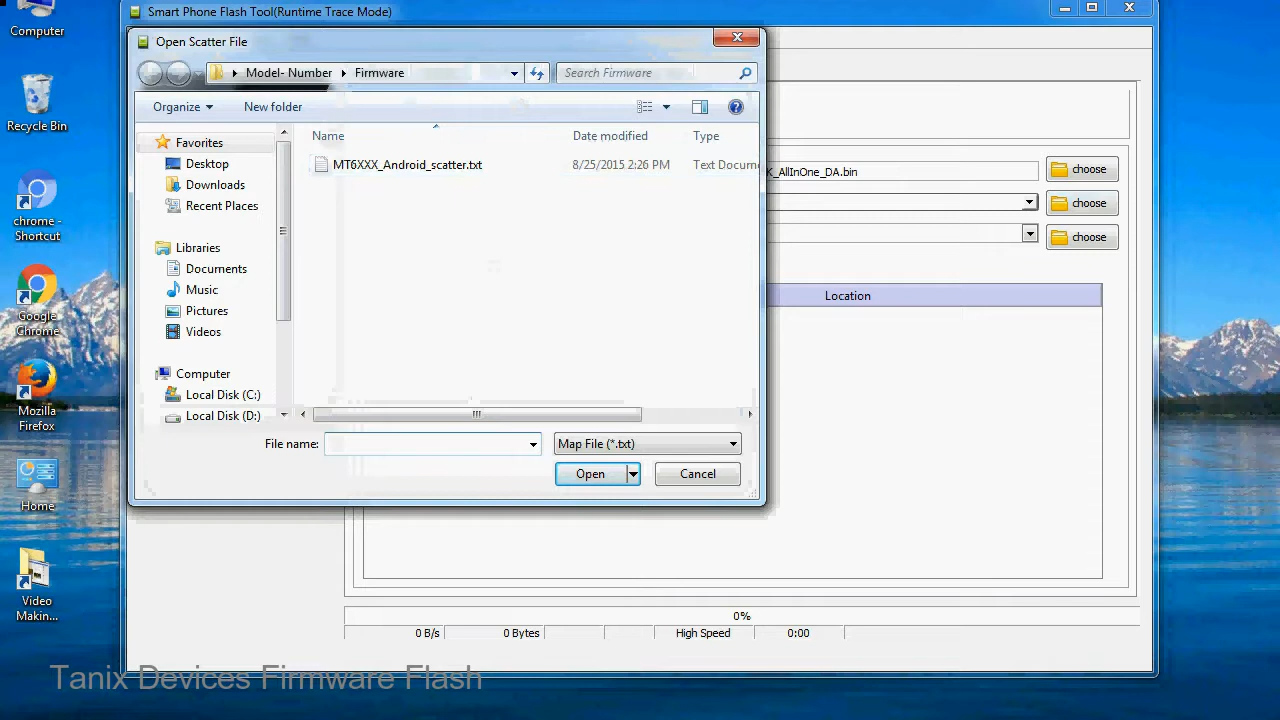 Computer
Recycle Bin
chrome -
Shortcut
Google
Chrome
Mozilla
Firefox
Home
Video
Makin...
Smart Phone Flash Tool(Runtime Trace Mode)
Open Scatter File
Model- Number
Firmware
Search Firmware
Organize
New folder
Name
Date modified
Type
MT6XXX_Android_scatter.txt
8/25/2015 2:26 PM
Text Docum
Favorites
Desktop
Downloads
Recent Places
Libraries
Documents
Music
Pictures
Videos
Computer
Local Disk (C:)
Local Disk (D:)
File name:
Map File (*.txt)
Open
Cancel
K_AllInOne_DA.bin
choose
choose
choose
Location
0%
0 B/s
0 Bytes
High Speed
0:00
Tanix Devices Firmware Flash